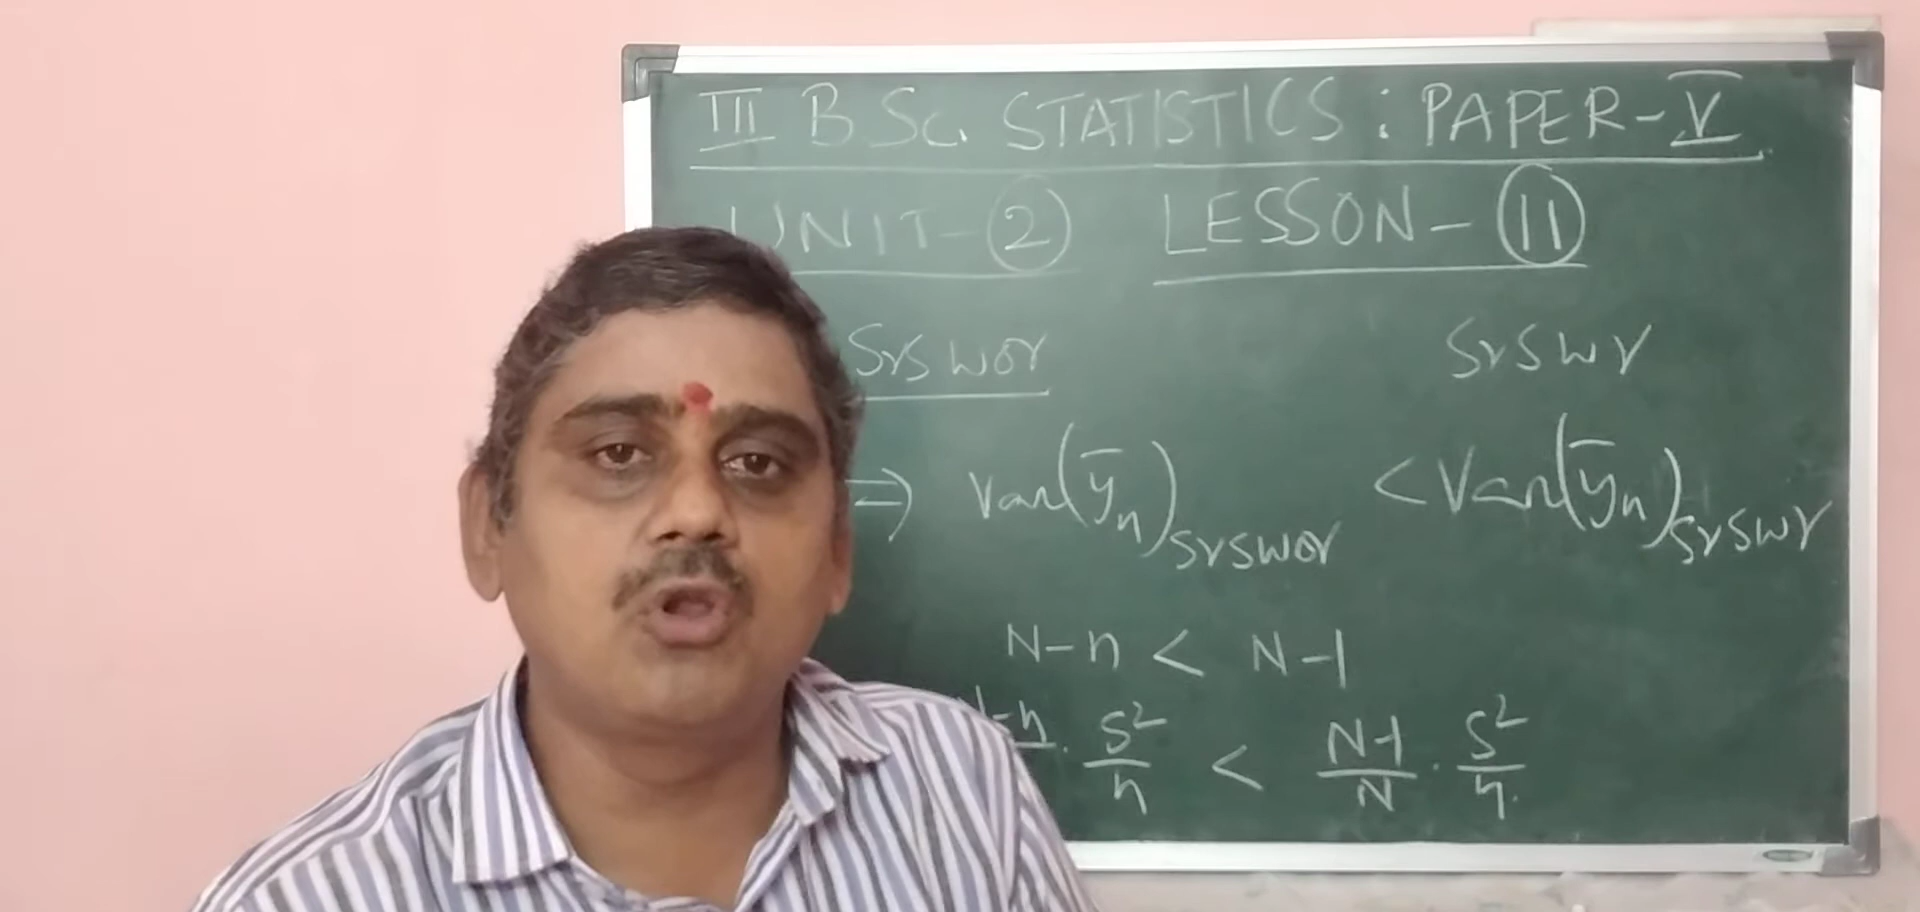 III B Sc. STATISTICS : PAPER - V
UNIT - 2 LESSON - 11
SrSwor SrSwr
⇒ Var(ȳn)SrSwor < Var(ȳn)SrSwr
N-n < N-1
-n/ . S²/n < N-1/N . S²/n.